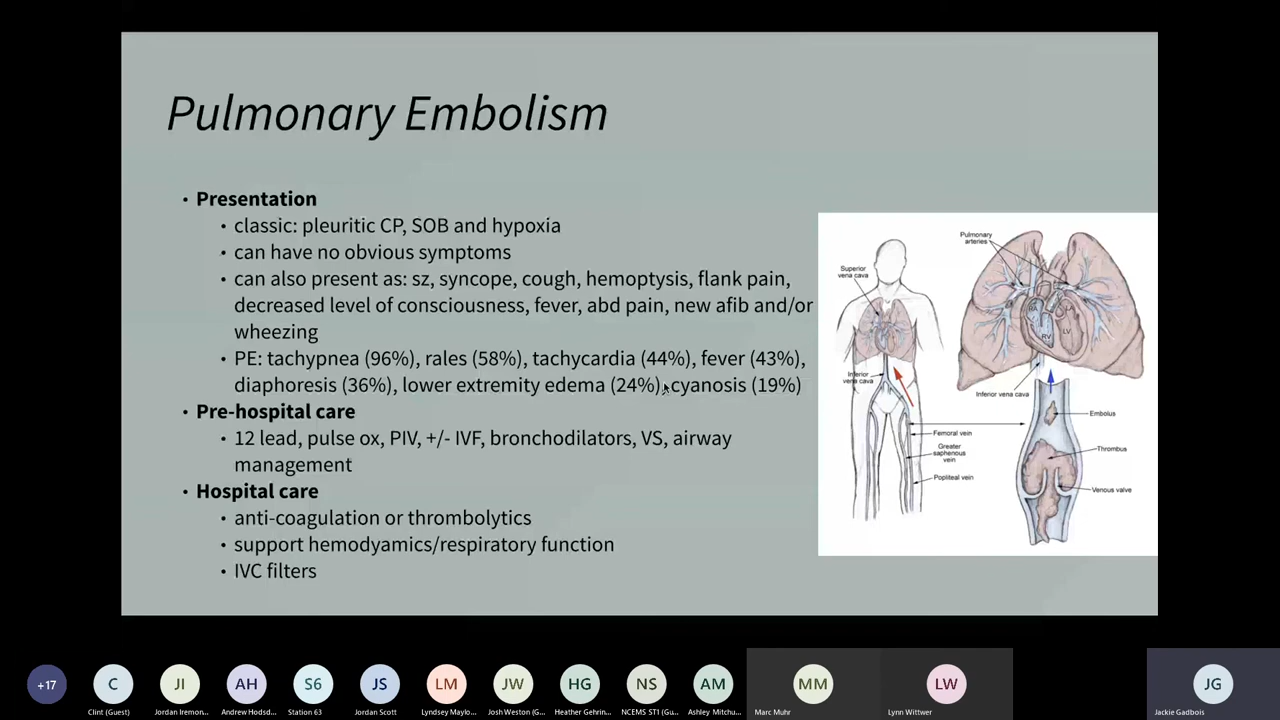 Pulmonary Embolism
• Presentation
• classic: pleuritic CP, SOB and hypoxia
• can have no obvious symptoms
• can also present as: sz, syncope, cough, hemoptysis, flank pain,
decreased level of consciousness, fever, abd pain, new afib and/or
wheezing
• PE: tachypnea (96%), rales (58%), tachycardia (44%), fever (43%),
diaphoresis (36%), lower extremity edema (24%), cyanosis (19%)
• Pre-hospital care
• 12 lead, pulse ox, PIV, +/- IVF, bronchodilators, VS, airway
management
• Hospital care
• anti-coagulation or thrombolytics
• support hemodyamics/respiratory function
• IVC filters
Superior
vena cava
Inferior
vena cava
Femoral vein
Greater
saphenous
vein
Popliteal vein
Pulmonary
arteries
RA
LV
RV
Inferior vena cava
Embolus
Thrombus
Venous valve
+17
C
JI
AH
S6
JS
LM
JW
HG
NS
AM
MM
LW
JG
Clint (Guest)
Jordan Iremon...
Andrew Hodsd...
Station 63
Jordan Scott
Lyndsey Maylo...
Josh Weston (G...
Heather Gehrin...
NCEMS ST1 (Gu...
Ashley Mitchu...
Marc Muhr
Lynn Wittwer
Jackie Gadbois